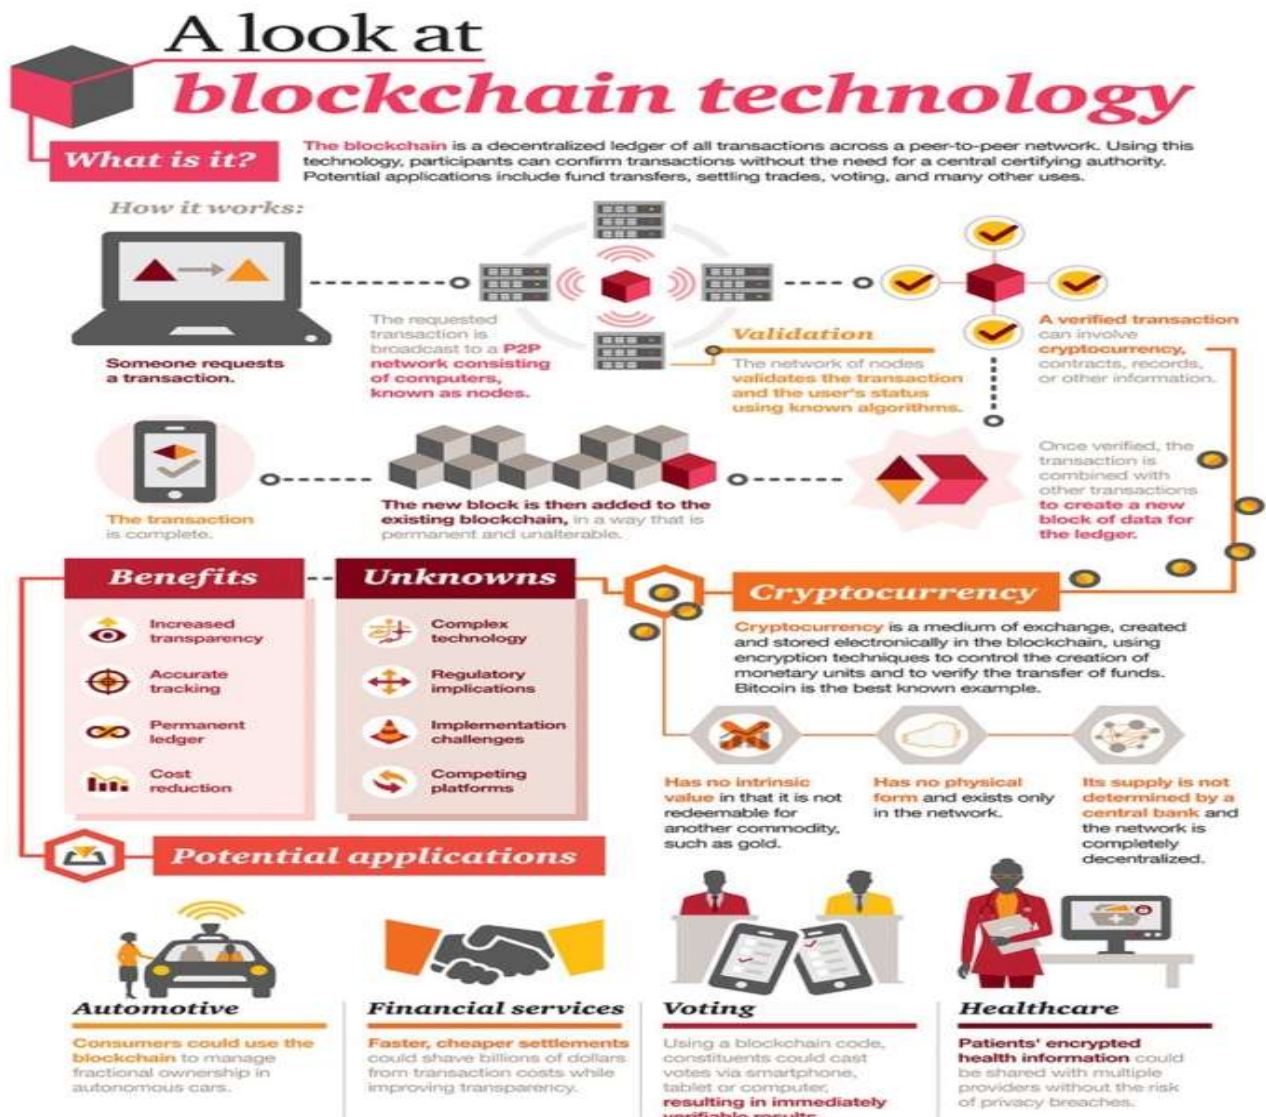 A look at
blockchain technology
What is it?
The blockchain is a decentralized ledger of all transactions across a peer-to-peer network. Using this
technology, participants can confirm transactions without the need for a central certifying authority.
Potential applications include fund transfers, settling trades, voting, and many other uses.
How it works:
Someone requests
a transaction.
The requested
transaction is
broadcast to a P2P
network consisting
of computers,
known as nodes.
Validation
The network of nodes
validates the transaction
and the user's status
using known algorithms.
A verified transaction
can involve
cryptocurrency,
contracts, records,
or other information.
Once verified, the
transaction is
combined with
other transactions
to create a new
block of data for
the ledger.
The new block is then added to the
existing blockchain, in a way that is
permanent and unalterable.
The transaction
is complete.
Benefits
Increased
transparency
Accurate
tracking
Permanent
ledger
Cost
reduction
Unknowns
Complex
technology
Regulatory
implications
Implementation
challenges
Competing
platforms
Cryptocurrency
Cryptocurrency is a medium of exchange, created
and stored electronically in the blockchain, using
encryption techniques to control the creation of
monetary units and to verify the transfer of funds.
Bitcoin is the best known example.
Has no intrinsic
value in that it is not
redeemable for
another commodity,
such as gold.
Has no physical
form and exists only
in the network.
Its supply is not
determined by a
central bank and
the network is
completely
decentralized.
Potential applications
Automotive
Consumers could use the
blockchain to manage
fractional ownership in
autonomous cars.
Financial services
Faster, cheaper settlements
could shave billions of dollars
from transaction costs while
improving transparency.
Voting
Using a blockchain code,
constituents could cast
votes via smartphone,
tablet or computer,
resulting in immediately
verifiable results.
Healthcare
Patients' encrypted
health information could
be shared with multiple
providers without the risk
of privacy breaches.